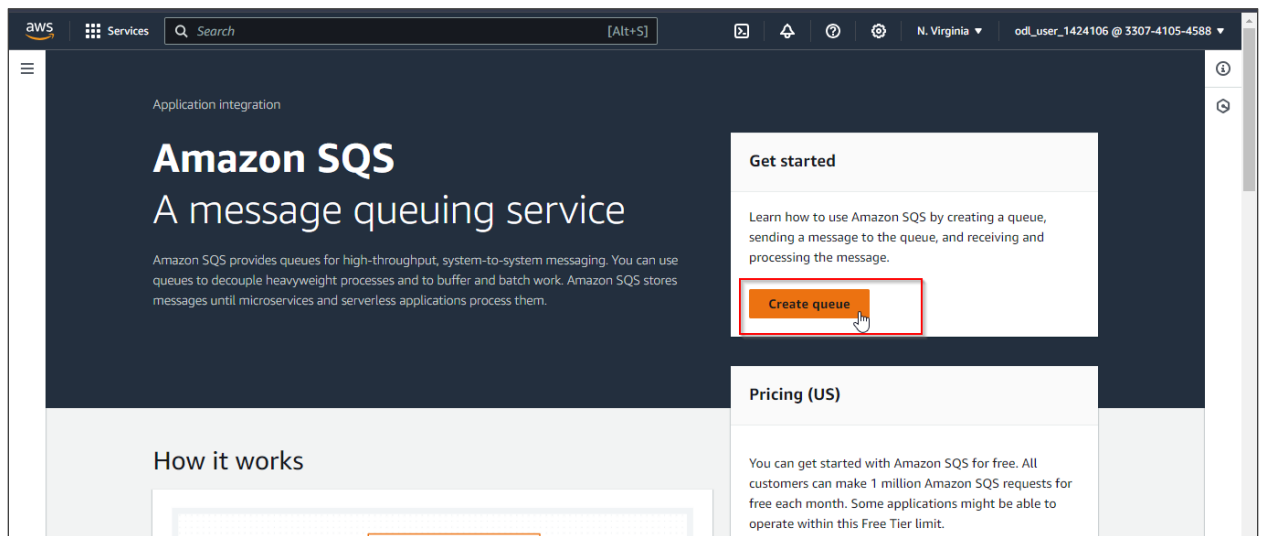 aws
Services
Search
[Alt+S]
N. Virginia
odl_user_1424106 @ 3307-4105-4588
Application integration
Amazon SQS
A message queuing service
Amazon SQS provides queues for high-throughput, system-to-system messaging. You can use
queues to decouple heavyweight processes and to buffer and batch work. Amazon SQS stores
messages until microservices and serverless applications process them.
Get started
Learn how to use Amazon SQS by creating a queue,
sending a message to the queue, and receiving and
processing the message.
Create queue
Pricing (US)
You can get started with Amazon SQS for free. All
customers can make 1 million Amazon SQS requests for
free each month. Some applications might be able to
operate within this Free Tier limit.
How it works